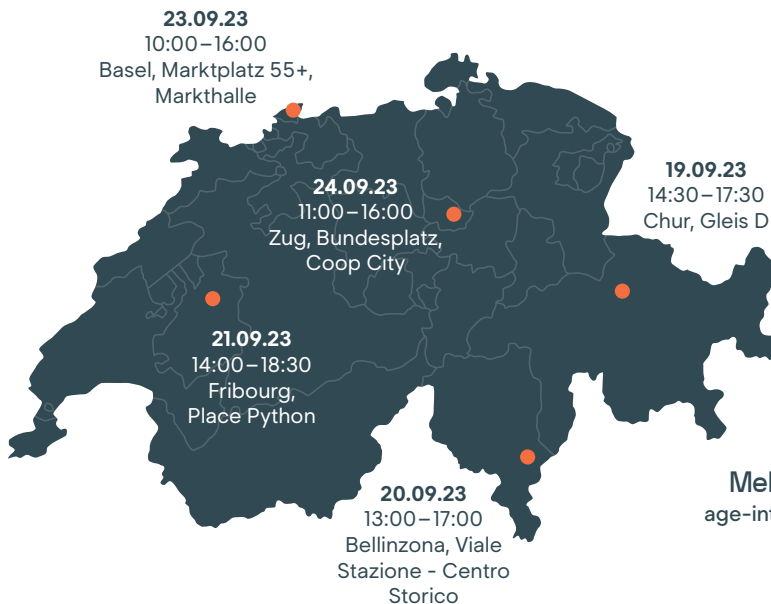 23.09.23
10:00–16:00
Basel, Marktplatz 55+,
Markthalle
24.09.23
11:00–16:00
Zug, Bundesplatz,
Coop City
19.09.23
14:30–17:30
Chur, Gleis D
21.09.23
14:00–18:30
Fribourg,
Place Python
20.09.23
13:00–17:00
Bellinzona, Viale
Stazione - Centro
Storico